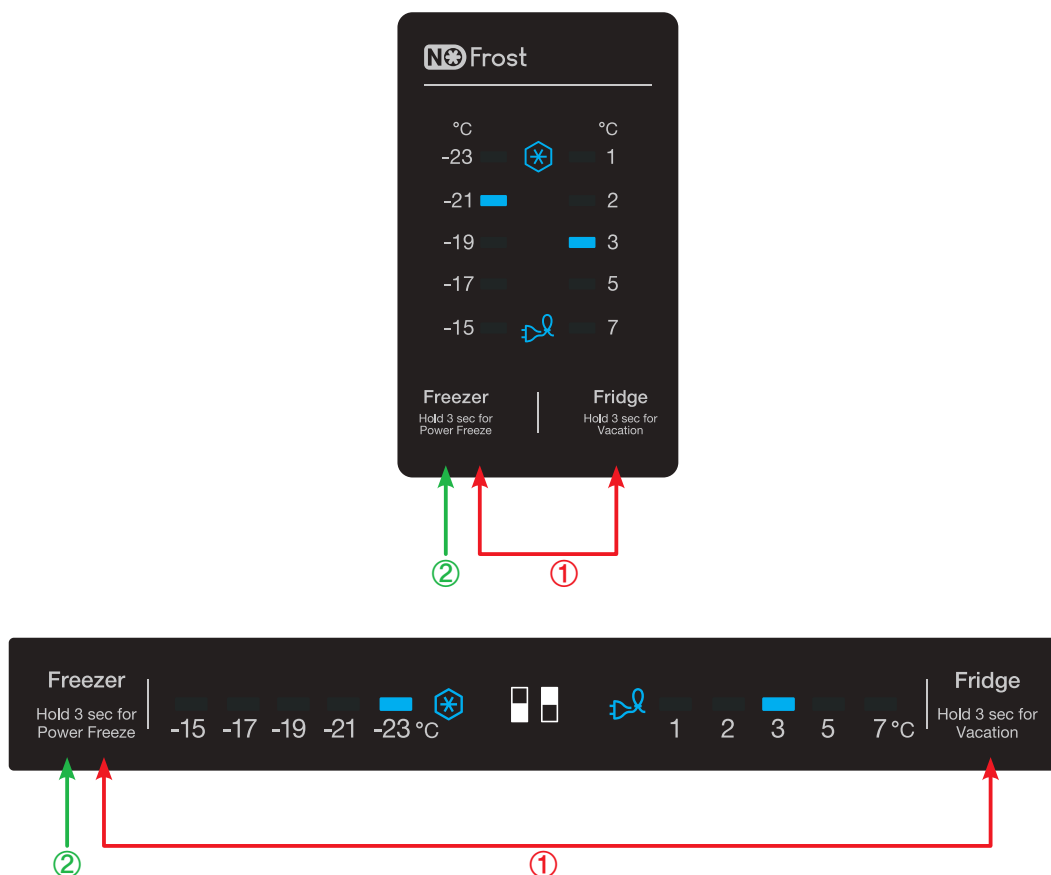 NO Frost
°C °C
-23 1
-21 2
-19 3
-17 5
-15 7
Freezer Fridge
Hold 3 sec for Hold 3 sec for
Power Freeze Vacation
② ①
Freezer Fridge
Hold 3 sec for Hold 3 sec for
Power Freeze -15 -17 -19 -21 -23 °C 1 2 3 5 7 °C Vacation
② ①